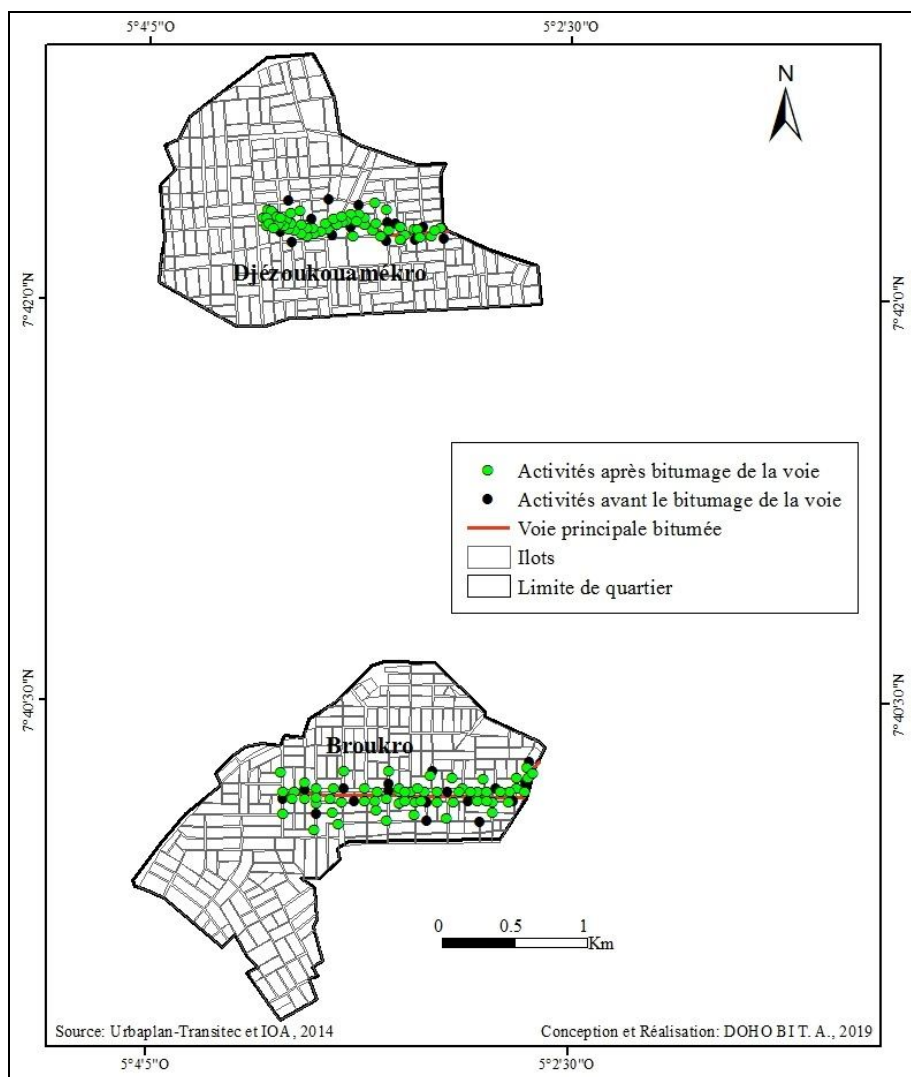 5°4'5"O 5°2'30"O
N
Djézoukouamékro
7°42'0"N 7°42'0"N
Activités après bitumage de la voie
Activités avant le bitumage de la voie
Voie principale bitumée
Ilots
Limite de quartier
7°40'30"N 7°40'30"N
Broukro
0 0.5 1
Km
Source: Urbaplan-Transitec et IOA, 2014 Conception et Réalisation: DOHO BI T. A., 2019
5°4'5"O 5°2'30"O